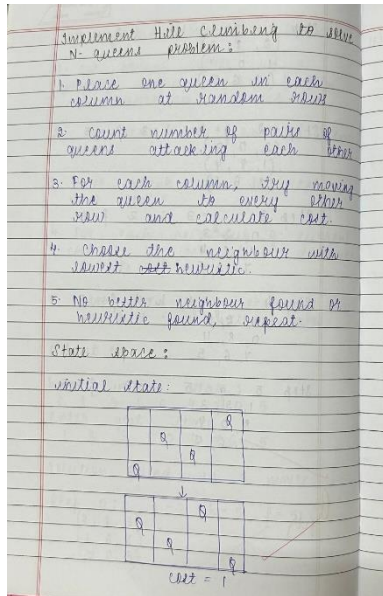 Implement Hill Climbing to solve
N-queens problem:
1. Place one queen in each
column at random rows
2. Count number of pairs of
queens attacking each other
3. For each column, try moving
the queen to every other
row and calculate cost.
4. Choose the neighbour with
lowest cost heuristic.
5. No better neighbour found or
heuristic found, repeat.
State space:
initial state:
Q
Q
Q
Q
Q
Q
Q
Q
cost = 1